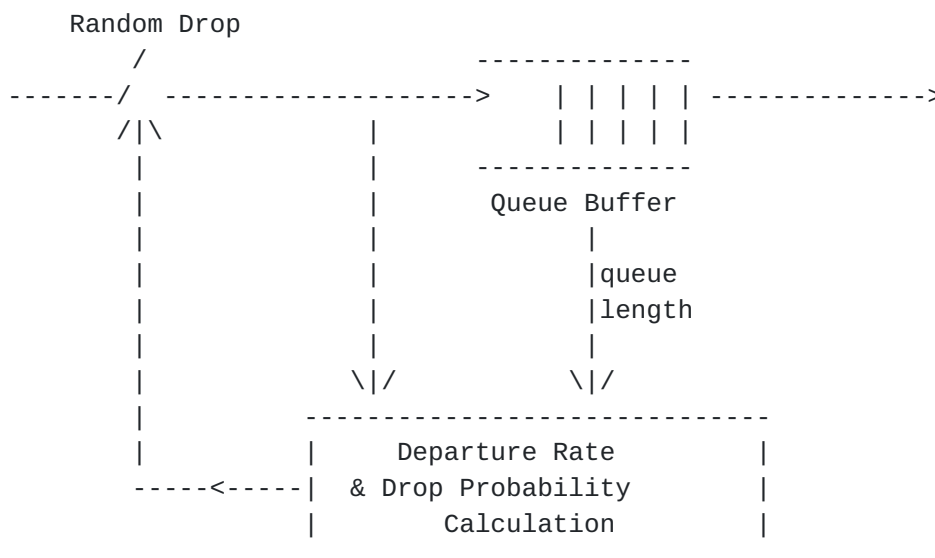 Random Drop
Queue Buffer
queue
length
Departure Rate
& Drop Probability
Calculation